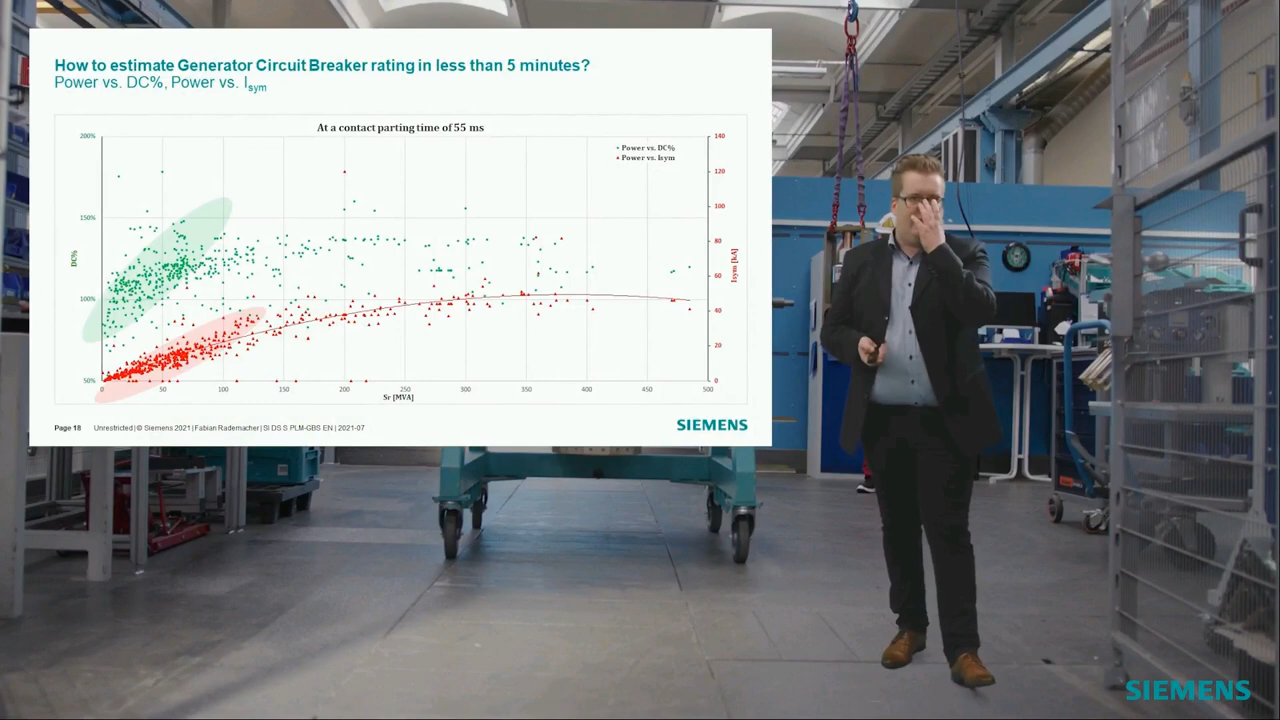 How to estimate Generator Circuit Breaker rating in less than 5 minutes?
Power vs. DC%, Power vs. Isym
At a contact parting time of 55 ms
200%
150%
100%
50%
DC%
Power vs. DC%
Power vs. Isym
140
120
100
80
60
40
20
0
Isym [kA]
0 50 100 150 200 250 300 350 400 450 500
Sr [MVA]
Page 18 Unrestricted | © Siemens 2021 | Fabian Rademacher | SI DS S PLM-GBS EN | 2021-07
SIEMENS
SIEMENS